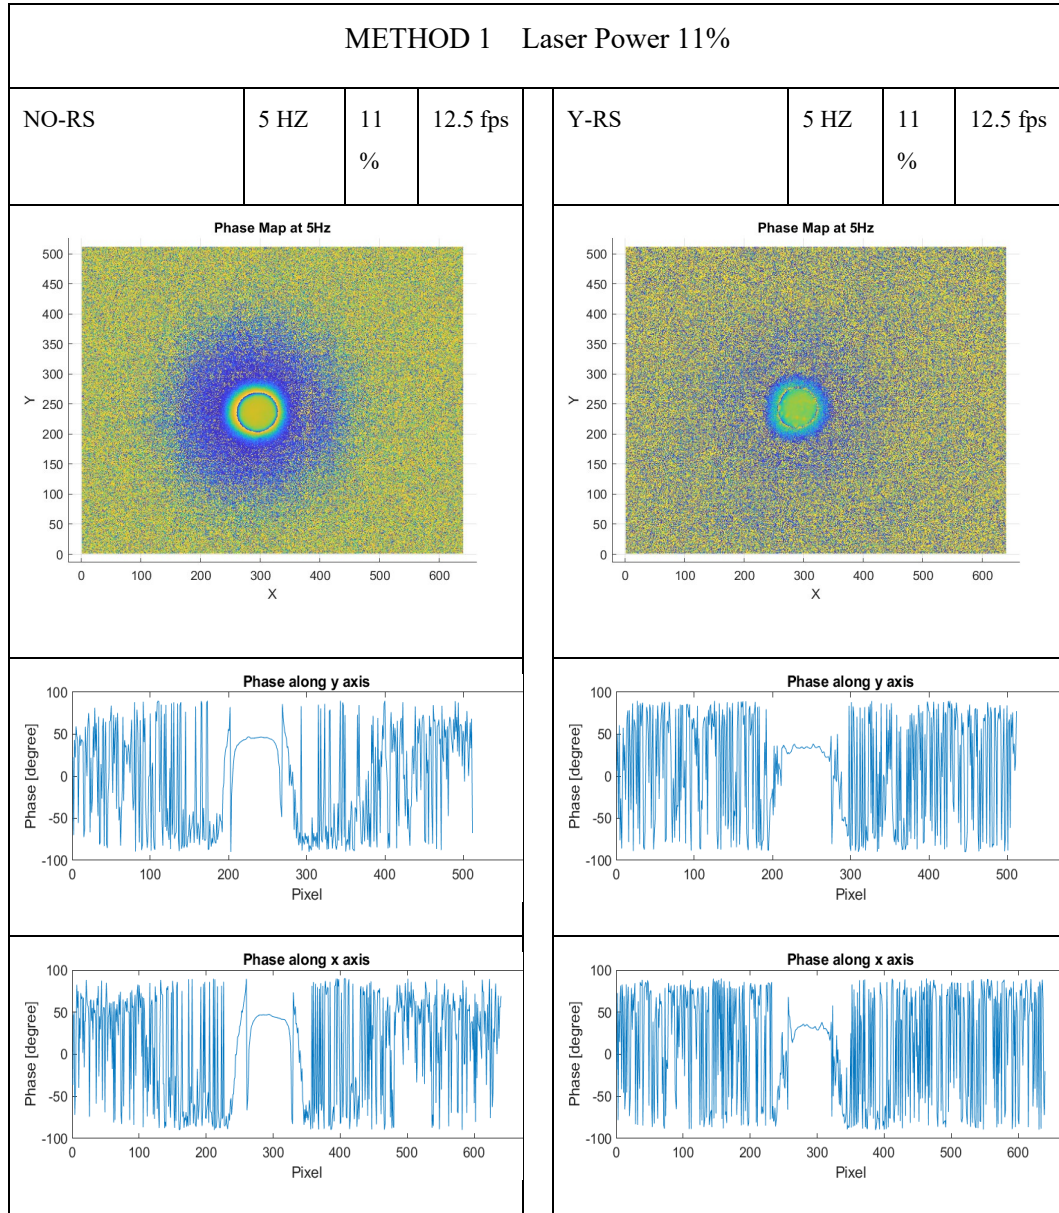 METHOD 1 Laser Power 11%
NO-RS 5 HZ 11 % 12.5 fps
Y-RS 5 HZ 11 % 12.5 fps
Phase Map at 5Hz
500
450
400
350
300
250
200
150
100
50
0
Y
0 100 200 300 400 500 600
X
Phase Map at 5Hz
500
450
400
350
300
250
200
150
100
50
0
Y
0 100 200 300 400 500 600
X
Phase along y axis
100
50
0
-50
-100
Phase [degree]
0 100 200 300 400 500
Pixel
Phase along y axis
100
50
0
-50
-100
Phase [degree]
0 100 200 300 400 500
Pixel
Phase along x axis
100
50
0
-50
-100
Phase [degree]
0 100 200 300 400 500 600
Pixel
Phase along x axis
100
50
0
-50
-100
Phase [degree]
0 100 200 300 400 500 600
Pixel